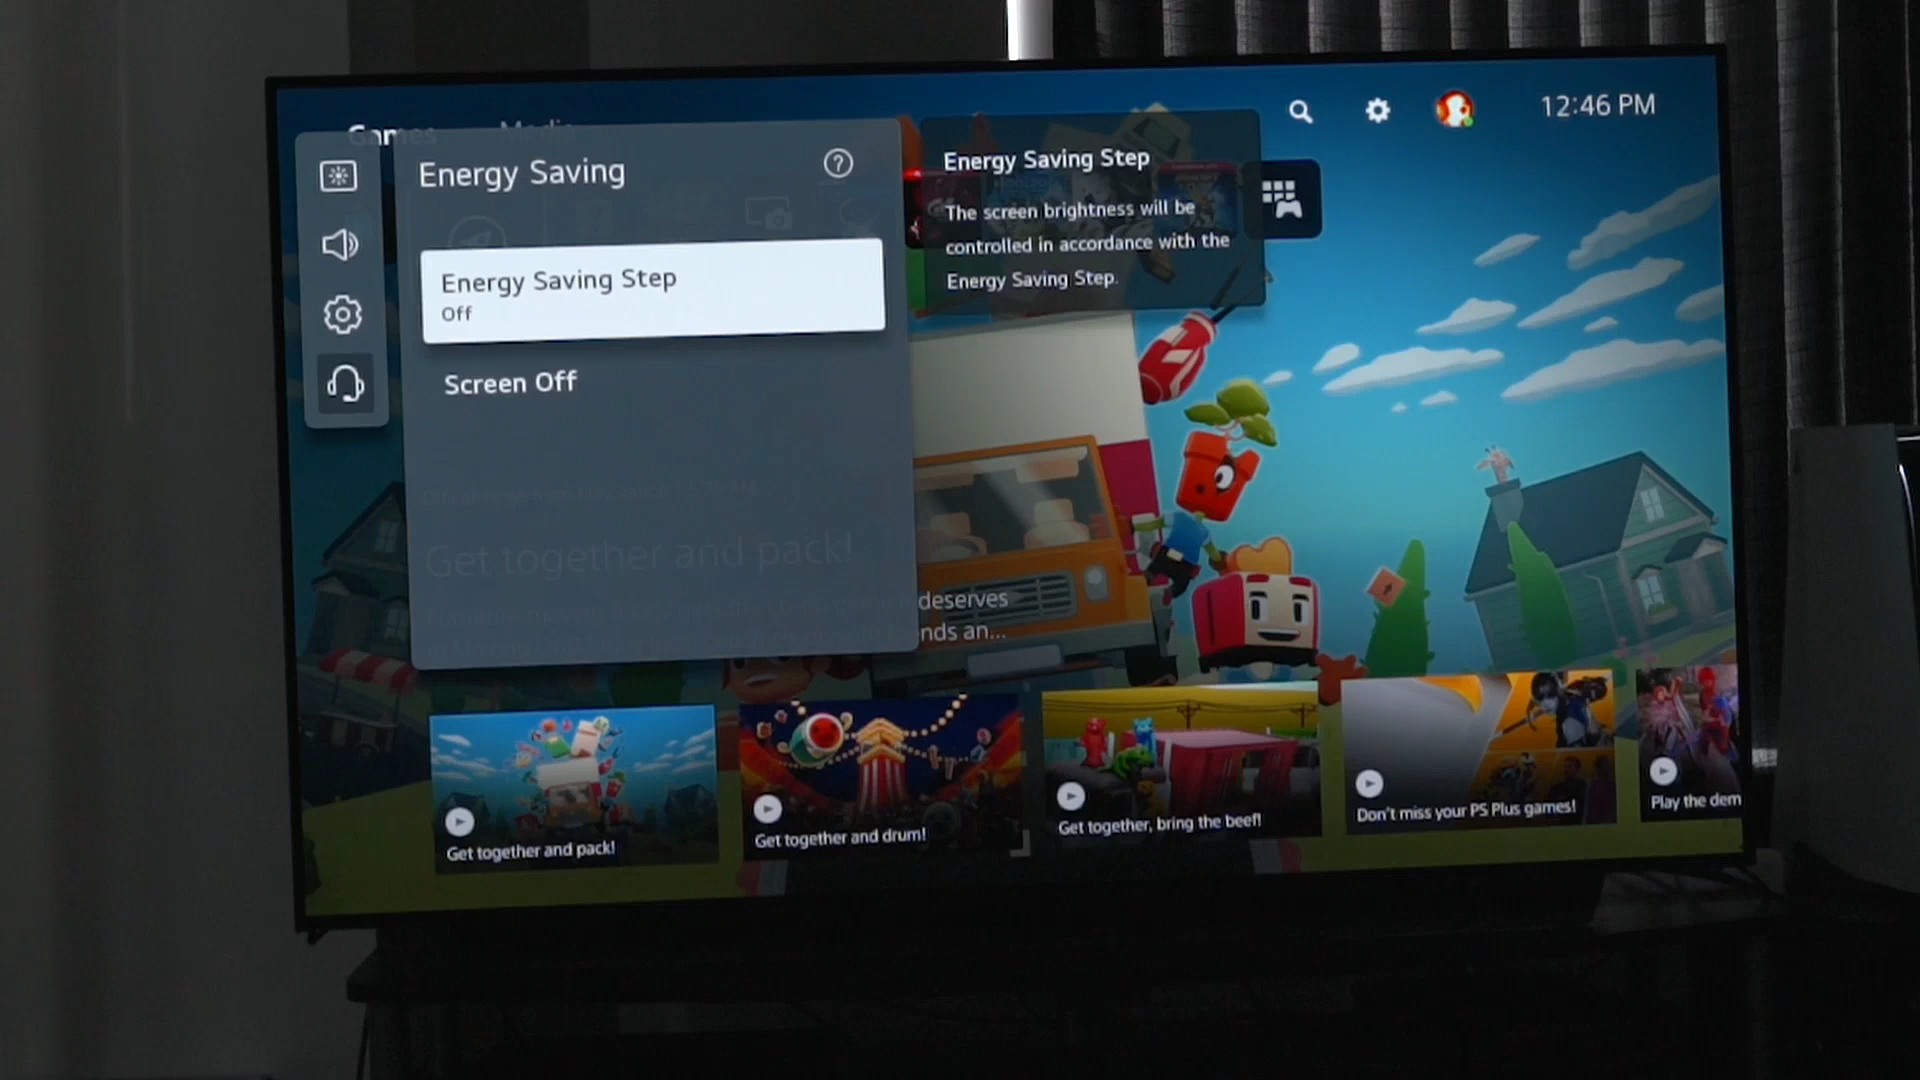 Games
Media
12:46 PM
Energy Saving
Energy Saving Step
Off
Screen Off
Energy Saving Step
The screen brightness will be
controlled in accordance with the
Energy Saving Step.
Get together and pack!
deserves
nds an...
Get together and pack!
Get together and drum!
Get together, bring the beef!
Don't miss your PS Plus games!
Play the dem